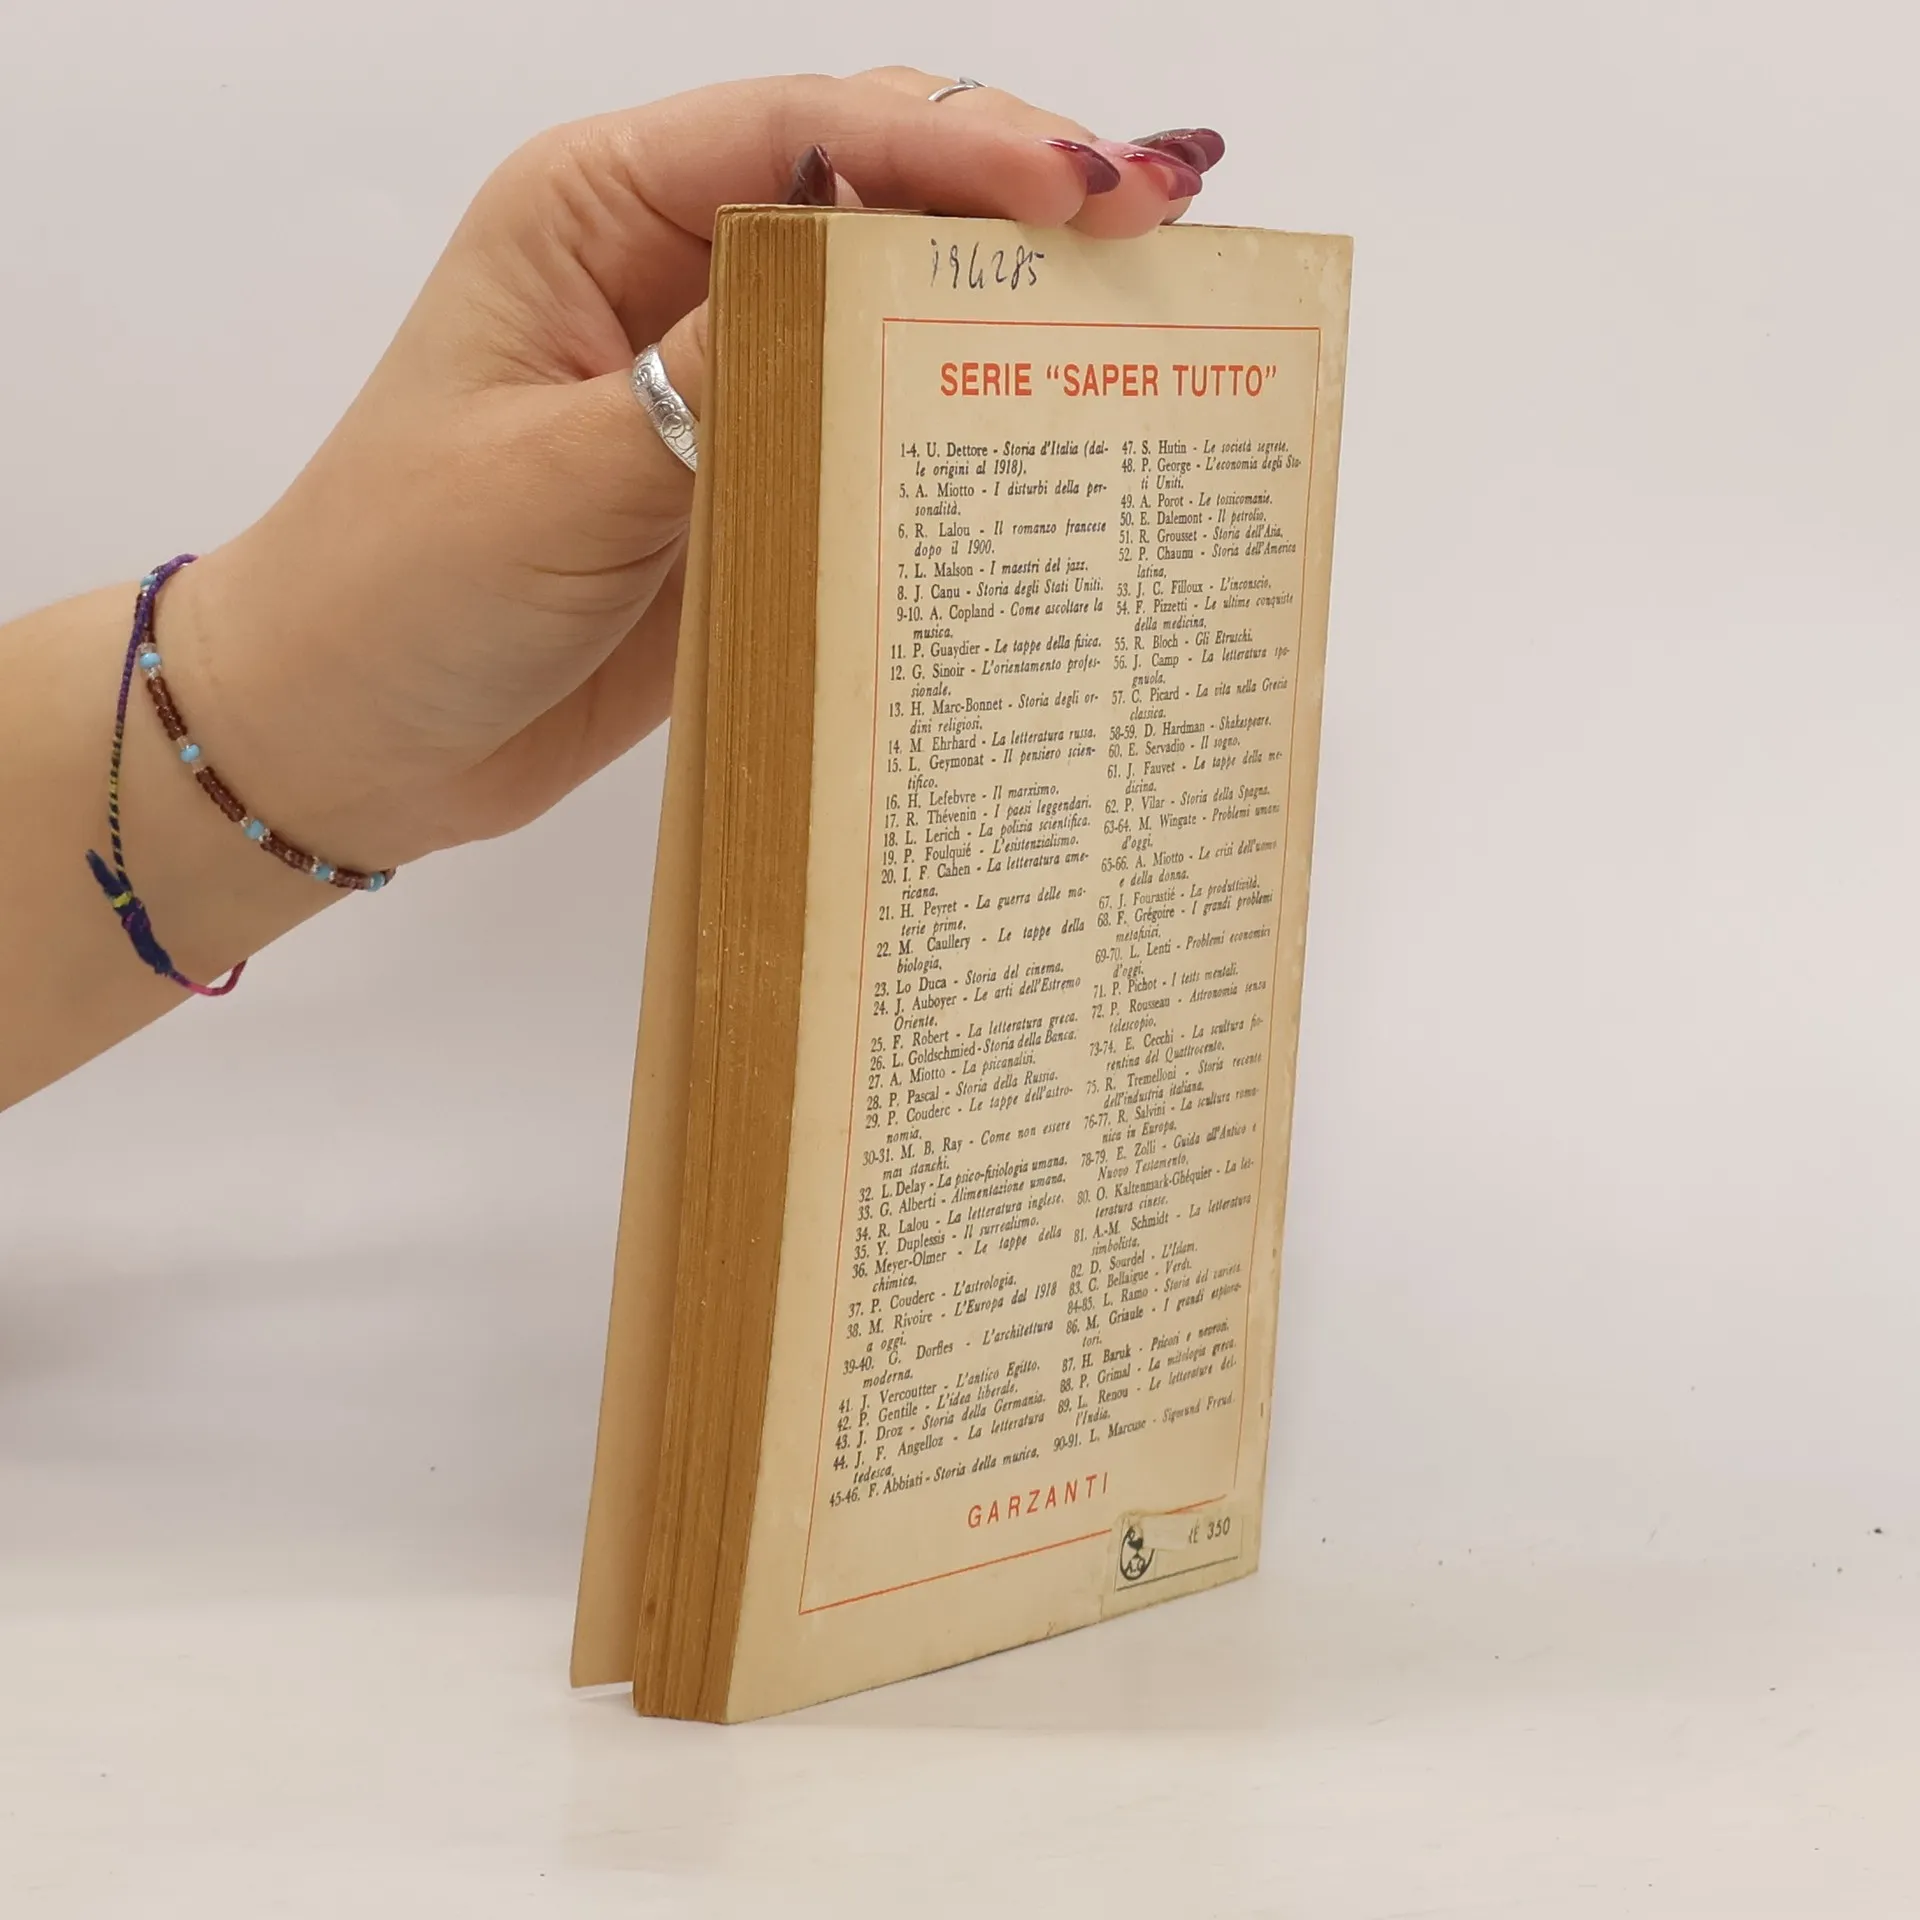 194285
SERIE “SAPER TUTTO”
1-4. U. Dettore - Storia d'Italia (dal-
le origini al 1918).
5. A. Miotto - I disturbi della per-
sonalità.
6. R. Lalou - Il romanzo francese
dopo il 1900.
7. L. Malson - I maestri del jazz.
8. J. Canu - Storia degli Stati Uniti.
9-10. A. Copland - Come ascoltare la
musica.
11. P. Guaydier - Le tappe della fisica.
12. G. Sinoir - L'orientamento profes-
sionale.
13. H. Marc-Bonnet - Storia degli or-
dini religiosi.
14. M. Ehrhard - La letteratura russa.
15. L. Geymonat - Il pensiero scien-
tifico.
16. H. Lefebvre - Il marxismo.
17. R. Thévenin - I paesi leggendari.
18. L. Lerich - La polizia scientifica.
19. P. Foulquié - L'esistenzialismo.
20. I. F. Cahen - La letteratura ame-
ricana.
21. H. Peyret - La guerra delle ma-
terie prime.
22. M. Caullery - Le tappe della
biologia.
23. Lo Duca - Storia del cinema.
24. J. Auboyer - Le arti dell'Estremo
Oriente.
25. F. Robert - La letteratura greca.
26. L. Goldschmied - Storia della Banca.
27. A. Miotto - La psicanalisi.
28. P. Pascal - Storia della Russia.
29. P. Couderc - Le tappe dell'astro-
nomia.
30-31. M. B. Ray - Come non essere
mai stanchi.
32. L. Delay - La psico-fisiologia umana.
33. G. Alberti - Alimentazione umana.
34. R. Lalou - La letteratura inglese.
35. Y. Duplessis - Il surrealismo.
36. Meyer-Olmer - Le tappe della
chimica.
37. P. Couderc - L'astrologia.
38. M. Rivoire - L'Europa dal 1918
a oggi.
39-40. G. Dorfles - L'architettura
moderna.
41. J. Vercoutter - L'antico Egitto.
42. P. Gentile - L'idea liberale.
43. J. Droz - Storia della Germania.
44. J. F. Angelloz - La letteratura
tedesca.
45-46. F. Abbiati - Storia della musica.
47. S. Hutin - Le società segrete.
48. P. George - L'economia degli Sta-
ti Uniti.
49. A. Porot - Le tossicomanie.
50. E. Dalemont - Il petrolio.
51. R. Grousset - Storia dell'Asia.
52. P. Chaunu - Storia dell'America
latina.
53. J. C. Filloux - L'inconscio.
54. F. Pizzetti - Le ultime conquiste
della medicina.
55. R. Bloch - Gli Etruschi.
56. J. Camp - La letteratura spa-
gnuola.
57. C. Picard - La vita nella Grecia
classica.
58-59. D. Hardman - Shakespeare.
60. E. Servadio - Il sogno.
61. J. Fauvet - Le tappe della me-
dicina.
62. P. Vilar - Storia della Spagna.
63-64. M. Wingate - Problemi umani
d'oggi.
65-66. A. Miotto - Le crisi dell'uomo
e della donna.
67. J. Fourastié - La produttività.
68. F. Grégoire - I grandi problemi
metafisici.
69-70. L. Lenti - Problemi economici
d'oggi.
71. P. Pichot - I tests mentali.
72. P. Rousseau - Astronomia senza
telescopio.
73-74. E. Cecchi - La scultura fio-
rentina del Quattrocento.
75. R. Tremelloni - Storia recente
dell'industria italiana.
76-77. R. Salvini - La scultura roma-
nica in Europa.
78-79. E. Zolli - Guida all'Antico e
Nuovo Testamento.
80. O. Kaltenmark-Ghéquier - La let-
teratura cinese.
81. A.-M. Schmidt - La letteratura
simbolista.
82. D. Sourdel - L'Islam.
83. C. Bellaigue - Verdi.
84-85. L. Ramo - Storia del varietà.
86. M. Griaule - I grandi esplora-
tori.
87. H. Baruk - Psicosi e nevrosi.
88. P. Grimal - La mitologia greca.
89. L. Renou - Le letterature del-
l'India.
90-91. L. Marcuse - Sigmund Freud.
GARZANTI
350